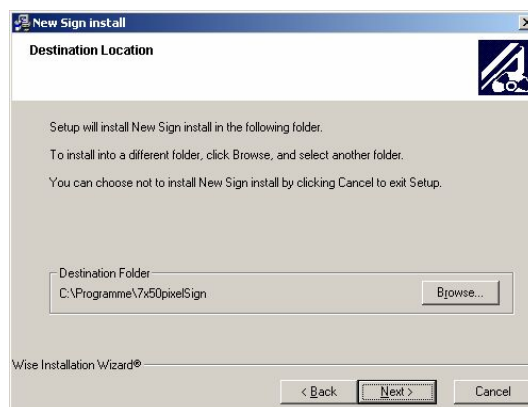 New Sign install
Destination Location
Setup will install New Sign install in the following folder.
To install into a different folder, click Browse, and select another folder.
You can choose not to install New Sign install by clicking Cancel to exit Setup.
Destination Folder
C:\Programme\7x50pixelSign
Browse...
Wise Installation Wizard®
< Back
Next >
Cancel